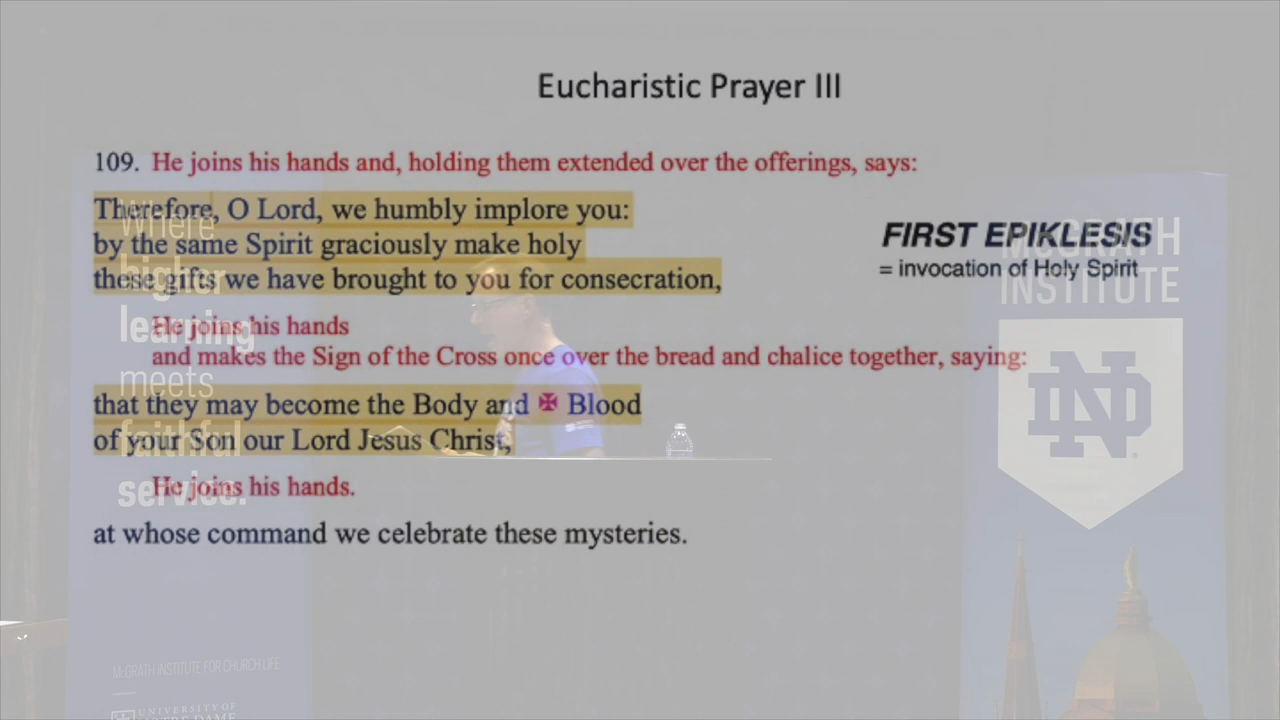 Eucharistic Prayer III
109. He joins his hands and, holding them extended over the offerings, says:
Therefore, O Lord, we humbly implore you:
by the same Spirit graciously make holy
these gifts we have brought to you for consecration,
He joins his hands
and makes the Sign of the Cross once over the bread and chalice together, saying:
that they may become the Body and ✠ Blood
of your Son our Lord Jesus Christ,
He joins his hands.
at whose command we celebrate these mysteries.
FIRST EPIKLESIS
= invocation of Holy Spirit
Where
higher
learning
meets
faithful
service.
McGRATH INSTITUTE FOR CHURCH LIFE
UNIVERSITY OF
NOTRE DAME
McGRATH
INSTITUTE
ND